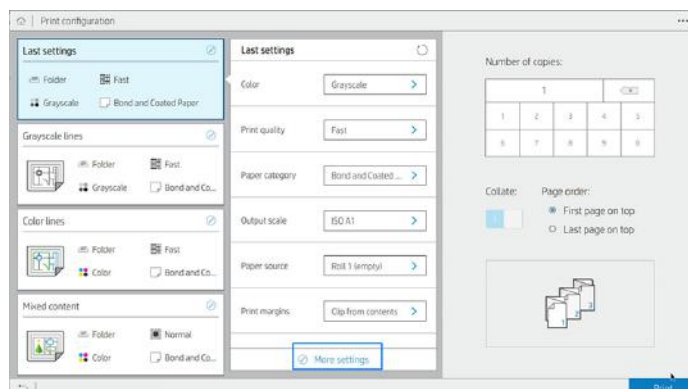 Print configuration
Last settings
Folder
Fast
Grayscale
Bond and Coated Paper
Grayscale lines
Folder
Fast
Grayscale
Bond and Co...
Color lines
Folder
Fast
Color
Bond and Co...
Mixed content
Folder
Normal
Color
Bond and Co...
Last settings
Color
Grayscale
Print quality
Fast
Paper category
Bond and Coated ...
Output scale
ISO A1
Paper source
Roll 1 (empty)
Print margins
Clip from contents
More settings
Number of copies:
1
1 2 3 4 5
6 7 8 9 0
Collate:
Page order:
First page on top
Last page on top
1 2 3
Print